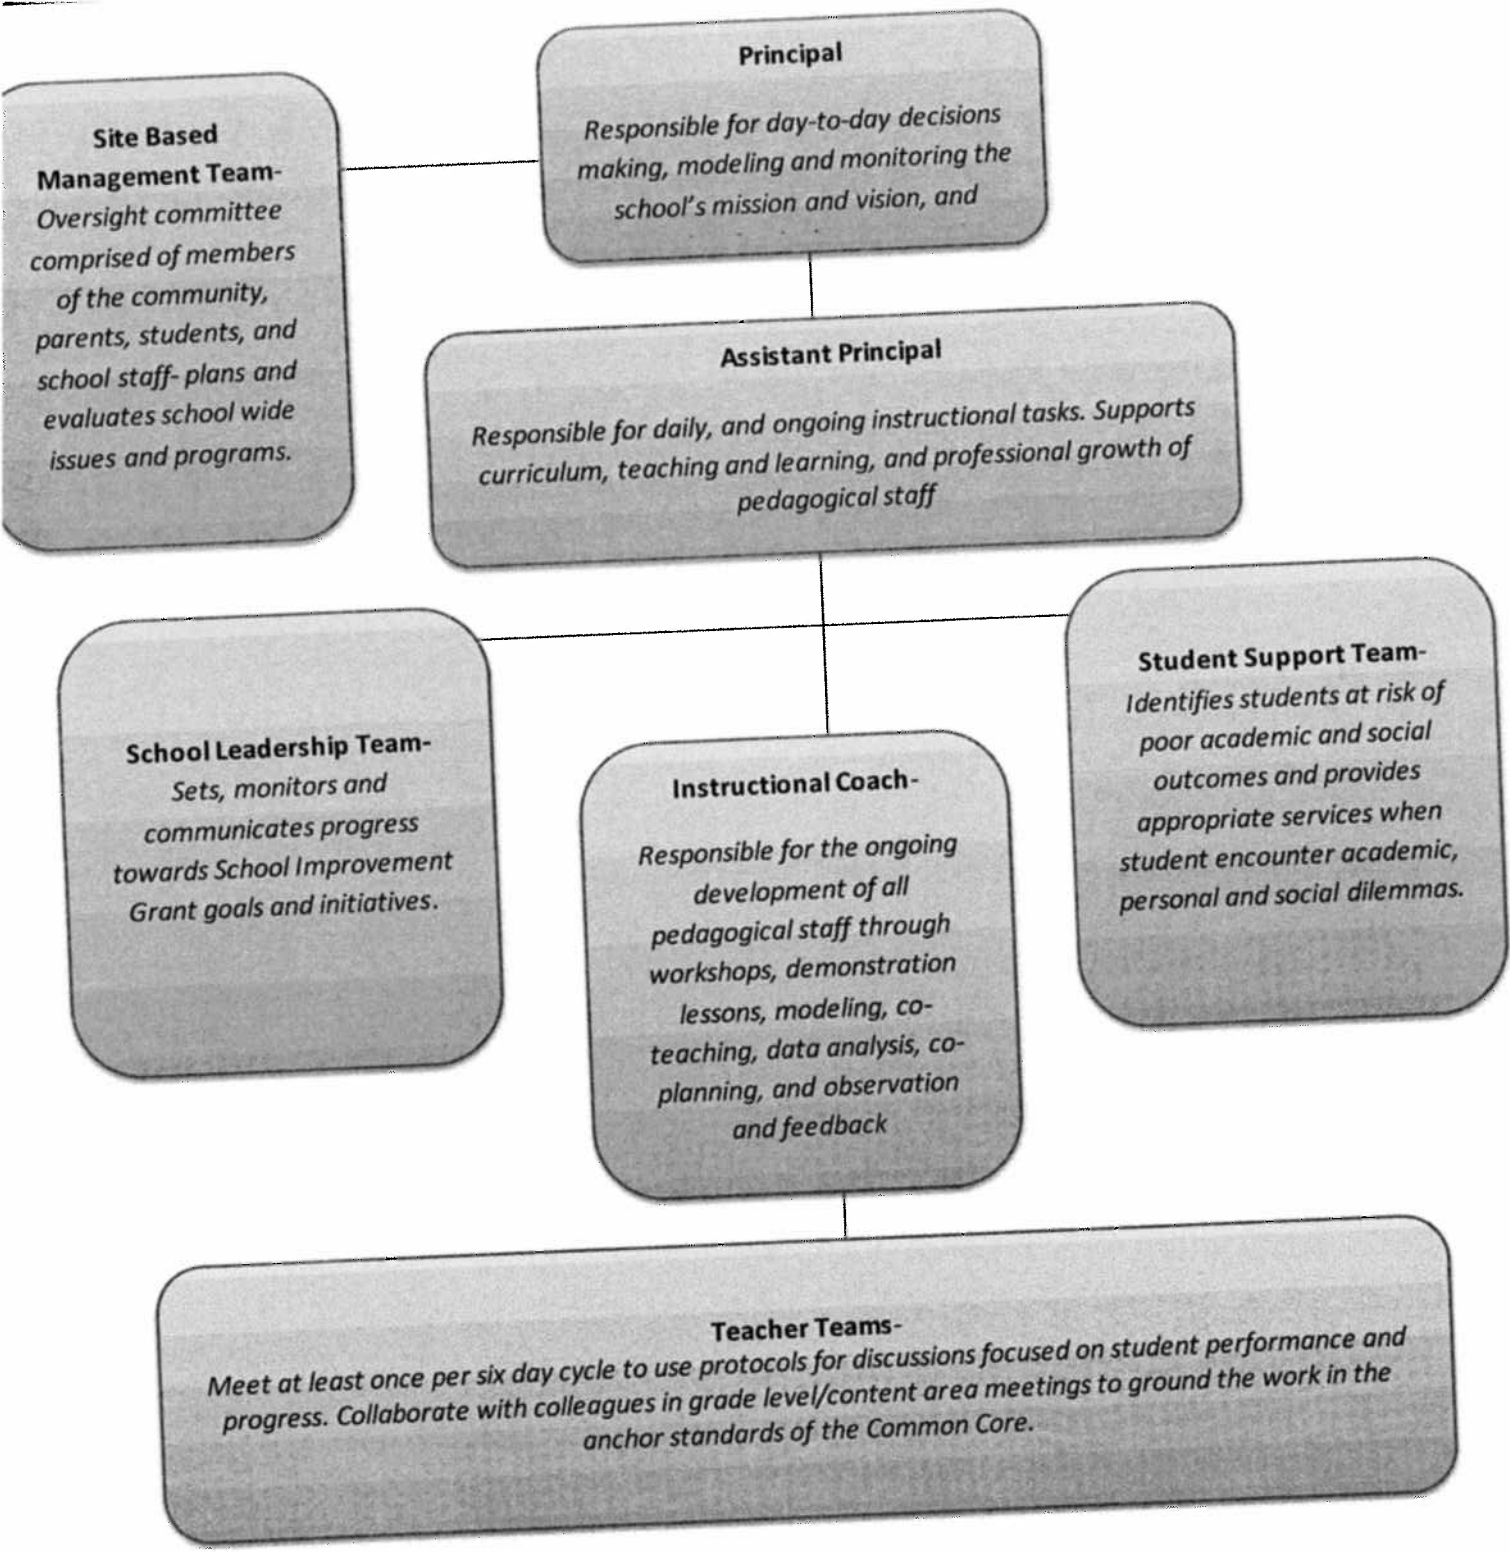 Principal
Responsible for day-to-day decisions
making, modeling and monitoring the
school's mission and vision, and
Site Based
Management Team-
Oversight committee
comprised of members
of the community,
parents, students, and
school staff- plans and
evaluates school wide
issues and programs.
Assistant Principal
Responsible for daily, and ongoing instructional tasks. Supports
curriculum, teaching and learning, and professional growth of
pedagogical staff
School Leadership Team-
Sets, monitors and
communicates progress
towards School Improvement
Grant goals and initiatives.
Instructional Coach-
Responsible for the ongoing
development of all
pedagogical staff through
workshops, demonstration
lessons, modeling, co-
teaching, data analysis, co-
planning, and observation
and feedback
Student Support Team-
Identifies students at risk of
poor academic and social
outcomes and provides
appropriate services when
student encounter academic,
personal and social dilemmas.
Teacher Teams-
Meet at least once per six day cycle to use protocols for discussions focused on student performance and
progress. Collaborate with colleagues in grade level/content area meetings to ground the work in the
anchor standards of the Common Core.